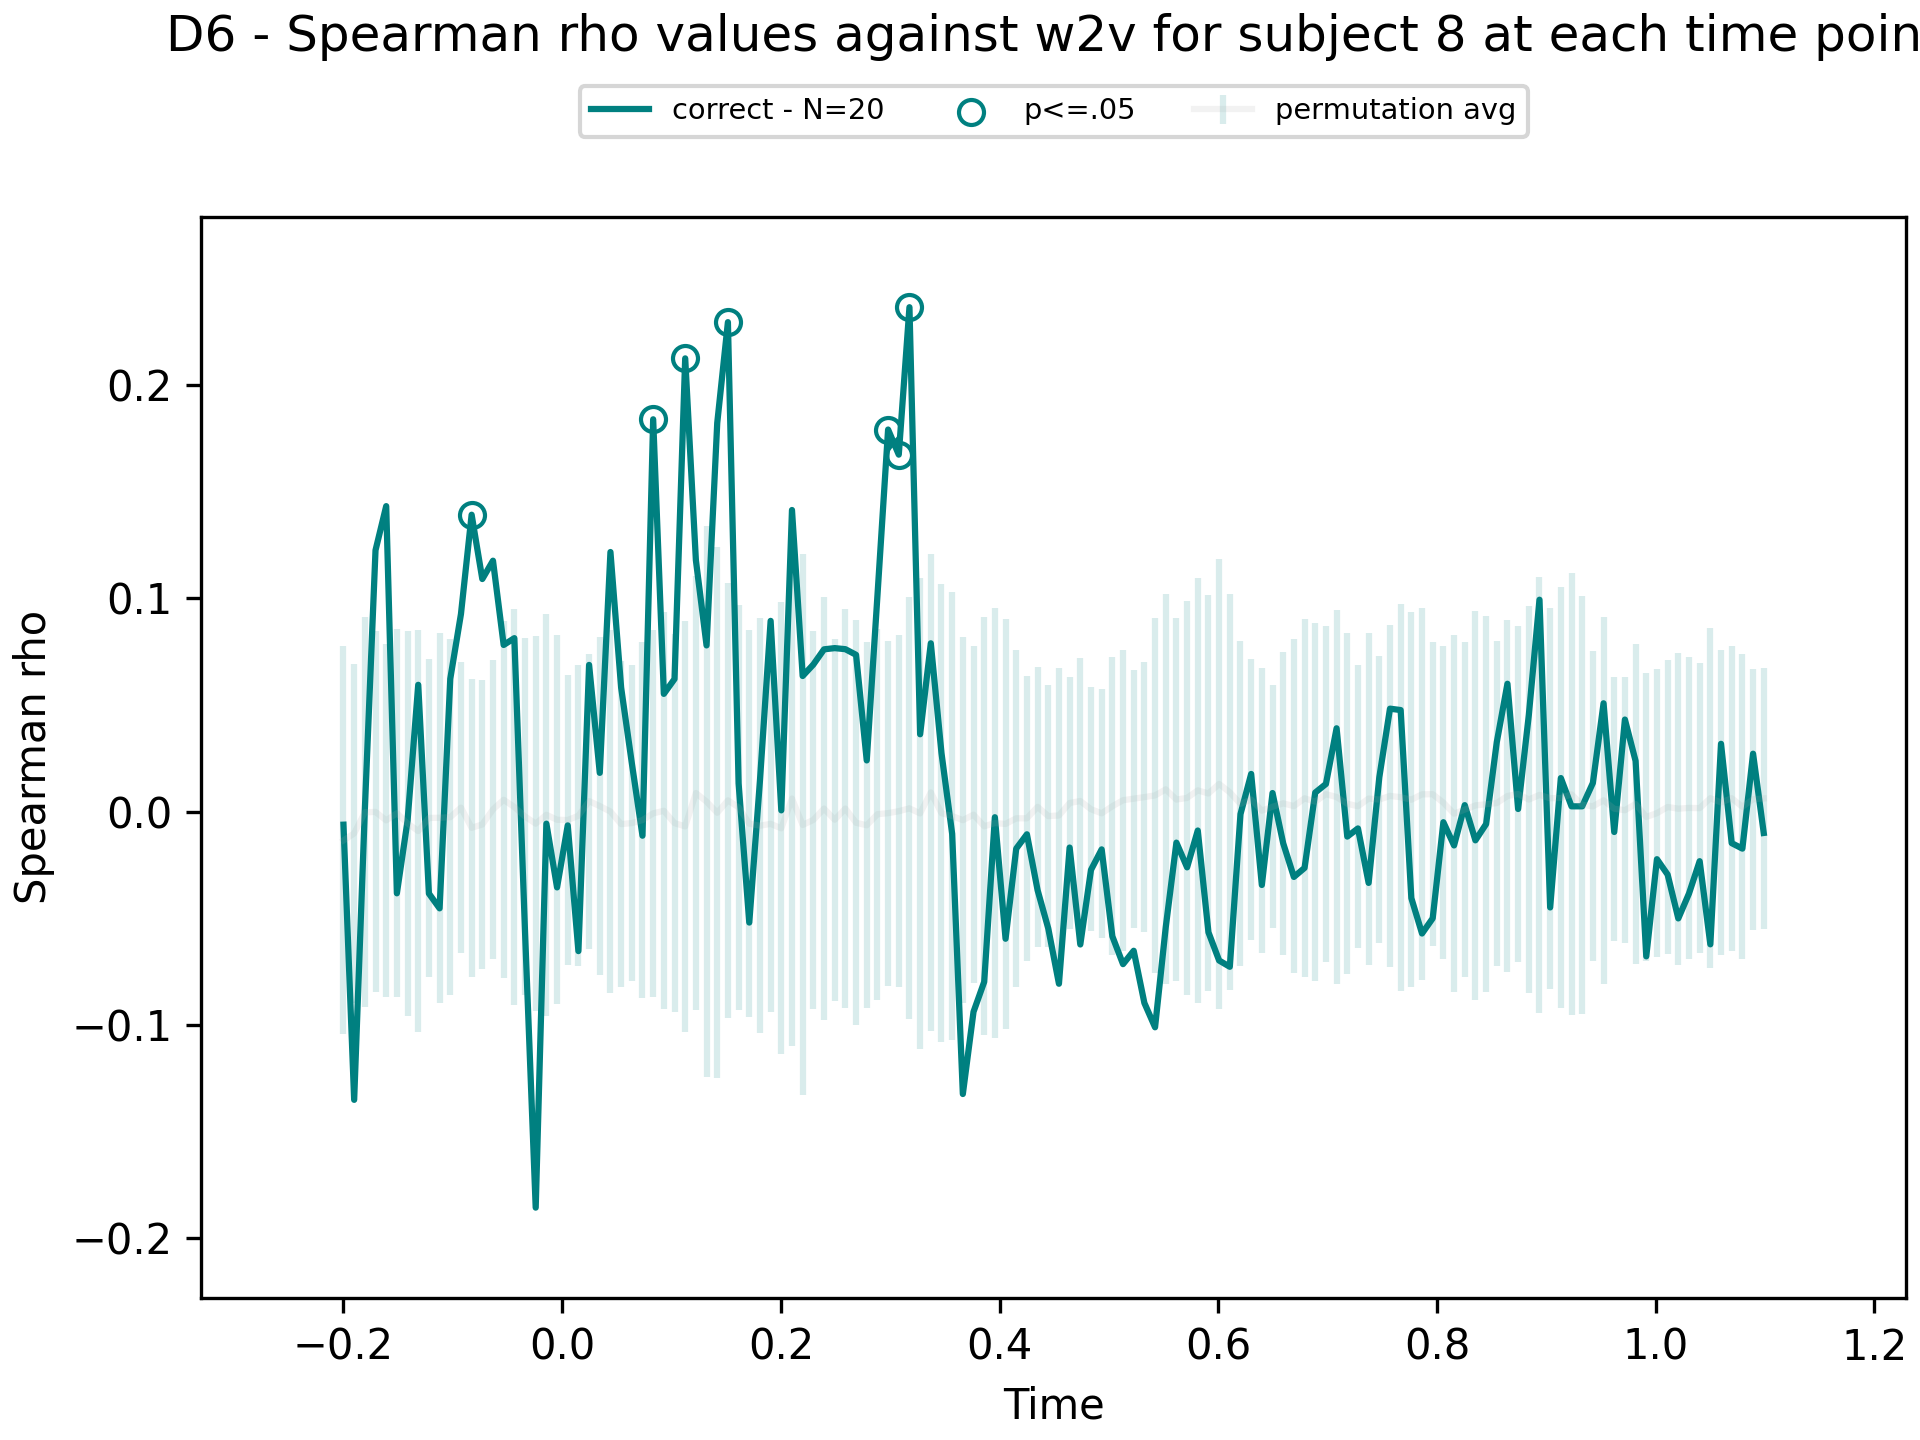 D6 - Spearman rho values against w2v for subject 8 at each time poin
correct - N=20 p<=.05 permutation avg
Spearman rho
0.2
0.1
0.0
−0.1
−0.2
−0.2 0.0 0.2 0.4 0.6 0.8 1.0 1.2
Time